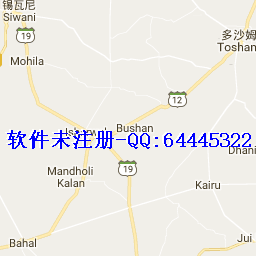 锡瓦尼
Siwani
19
多沙姆
Toshan
Mohila
12
Bushan
软件未注册-QQ:64445322
Dhani
19
Mandholi
Kalan
Kairu
Bahal
Jui